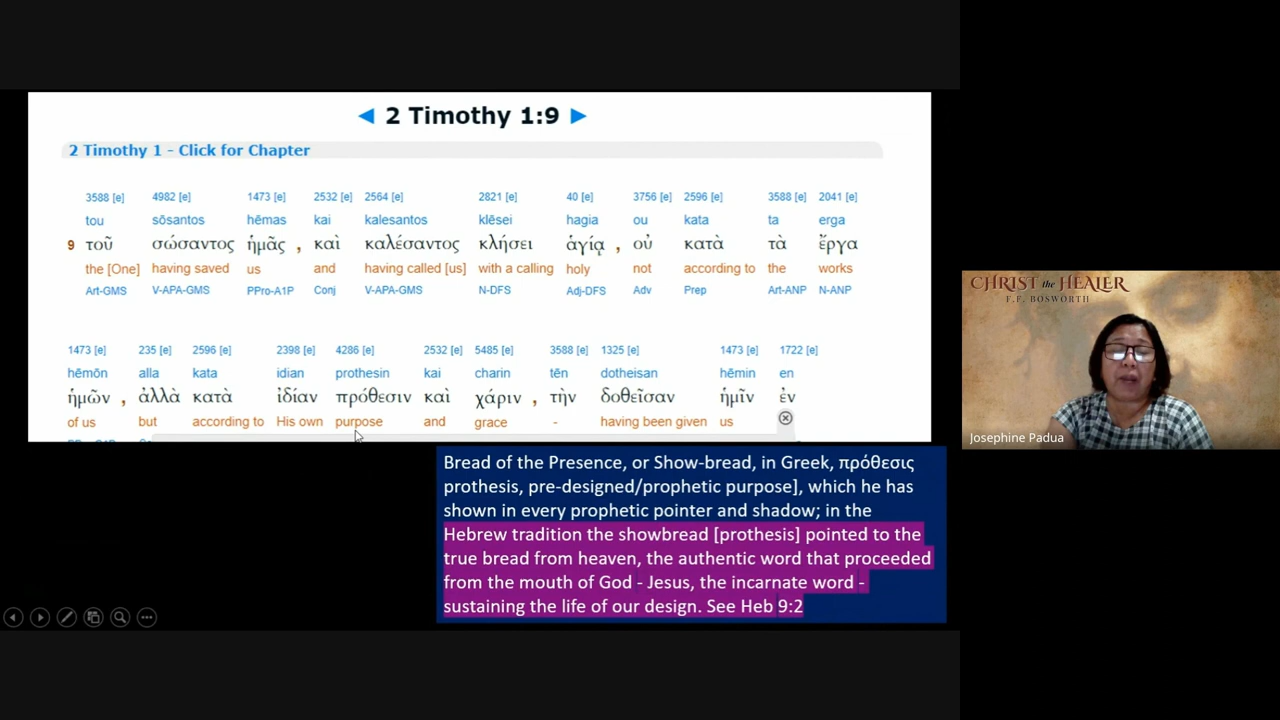 ◄ 2 Timothy 1:9 ►
2 Timothy 1 - Click for Chapter
3588 [e] 4982 [e] 1473 [e] 2532 [e] 2564 [e] 2821 [e] 40 [e] 3756 [e] 2596 [e] 3588 [e] 2041 [e]
tou sōsantos hēmas kai kalesantos klēsei hagia ou kata ta erga
9 τοῦ σώσαντος ἡμᾶς , καὶ καλέσαντος κλήσει ἁγίᾳ , οὐ κατὰ τὰ ἔργα
the [One] having saved us and having called [us] with a calling holy not according to the works
Art-GMS V-APA-GMS PPro-A1P Conj V-APA-GMS N-DFS Adj-DFS Adv Prep Art-ANP N-ANP
1473 [e] 235 [e] 2596 [e] 2398 [e] 4286 [e] 2532 [e] 5485 [e] 3588 [e] 1325 [e] 1473 [e] 1722 [e]
hēmōn alla kata idian prothesin kai charin tēn dotheisan hēmin en
ἡμῶν , ἀλλὰ κατὰ ἰδίαν πρόθεσιν καὶ χάριν , τὴν δοθεῖσαν ἡμῖν ἐν
of us but according to His own purpose and grace - having been given us
Bread of the Presence, or Show-bread, in Greek, πρόθεσις
prothesis, pre-designed/prophetic purpose], which he has
shown in every prophetic pointer and shadow; in the
Hebrew tradition the showbread [prothesis] pointed to the
true bread from heaven, the authentic word that proceeded
from the mouth of God - Jesus, the incarnate word -
sustaining the life of our design. See Heb 9:2
CHRIST the HEALER
F.F. BOSWORTH
Josephine Padua